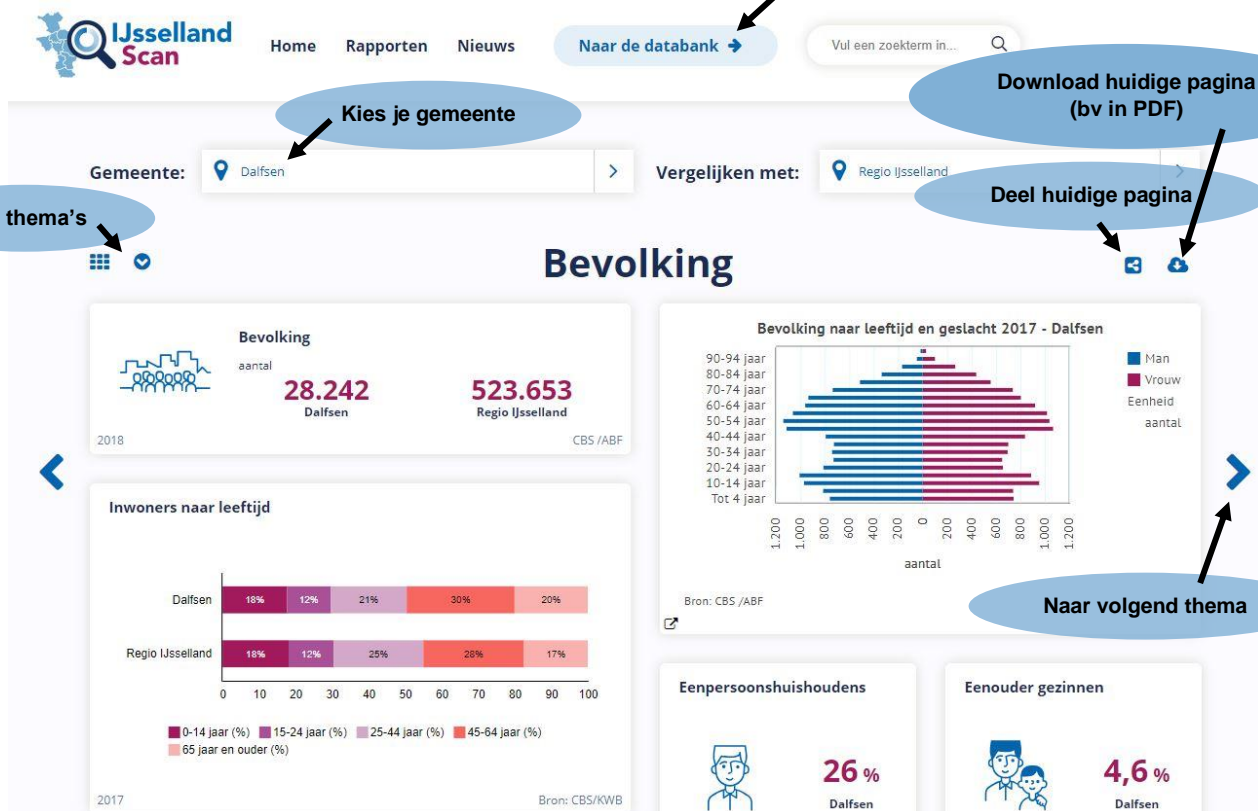 IJsselland
Scan
Home Rapporten Nieuws Naar de databank Vul een zoekterm in...
Download huidige pagina
(bv in PDF)
Kies je gemeente
Gemeente: Dalfsen Vergelijken met: Regio IJsselland
Deel huidige pagina
thema's
Bevolking
Bevolking
aantal
28.242 523.653
Dalfsen Regio IJsselland
2018 CBS /ABF
Bevolking naar leeftijd en geslacht 2017 - Dalfsen
90-94 jaar
80-84 jaar
70-74 jaar
60-64 jaar
50-54 jaar
40-44 jaar
30-34 jaar
20-24 jaar
10-14 jaar
Tot 4 jaar
1.200 1.000 800 600 400 200 0 200 400 600 800 1.000 1.200
aantal
Man
Vrouw
Eenheid
aantal
Bron: CBS /ABF
Naar volgend thema
Inwoners naar leeftijd
Dalfsen 18% 12% 21% 30% 20%
Regio IJsselland 18% 12% 25% 28% 17%
0 10 20 30 40 50 60 70 80 90 100
0-14 jaar (%) 15-24 jaar (%) 25-44 jaar (%) 45-64 jaar (%)
65 jaar en ouder (%)
2017 Bron: CBS/KWB
Eenpersoonshuishoudens
26 %
Dalfsen
Eenouder gezinnen
4,6 %
Dalfsen